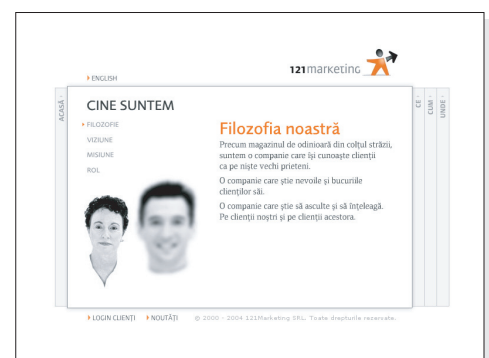 121marketing
ENGLISH
ACASĂ
CINE SUNTEM
FILOZOFIE
VIZIUNE
MISIUNE
ROL
Filozofia noastră
Precum magazinul de odinioară din colțul străzii,
suntem o companie care își cunoaște clienții
ca pe niște vechi prieteni.
O companie care știe nevoile și bucuriile
clienților săi.
O companie care știe să asculte și să înțeleagă.
Pe clienții noștri și pe clienții acestora.
CE
CUM
UNDE
LOGIN CLIENȚI
NOUTĂȚI
© 2000 - 2004 121Marketing SRL. Toate drepturile rezervate.